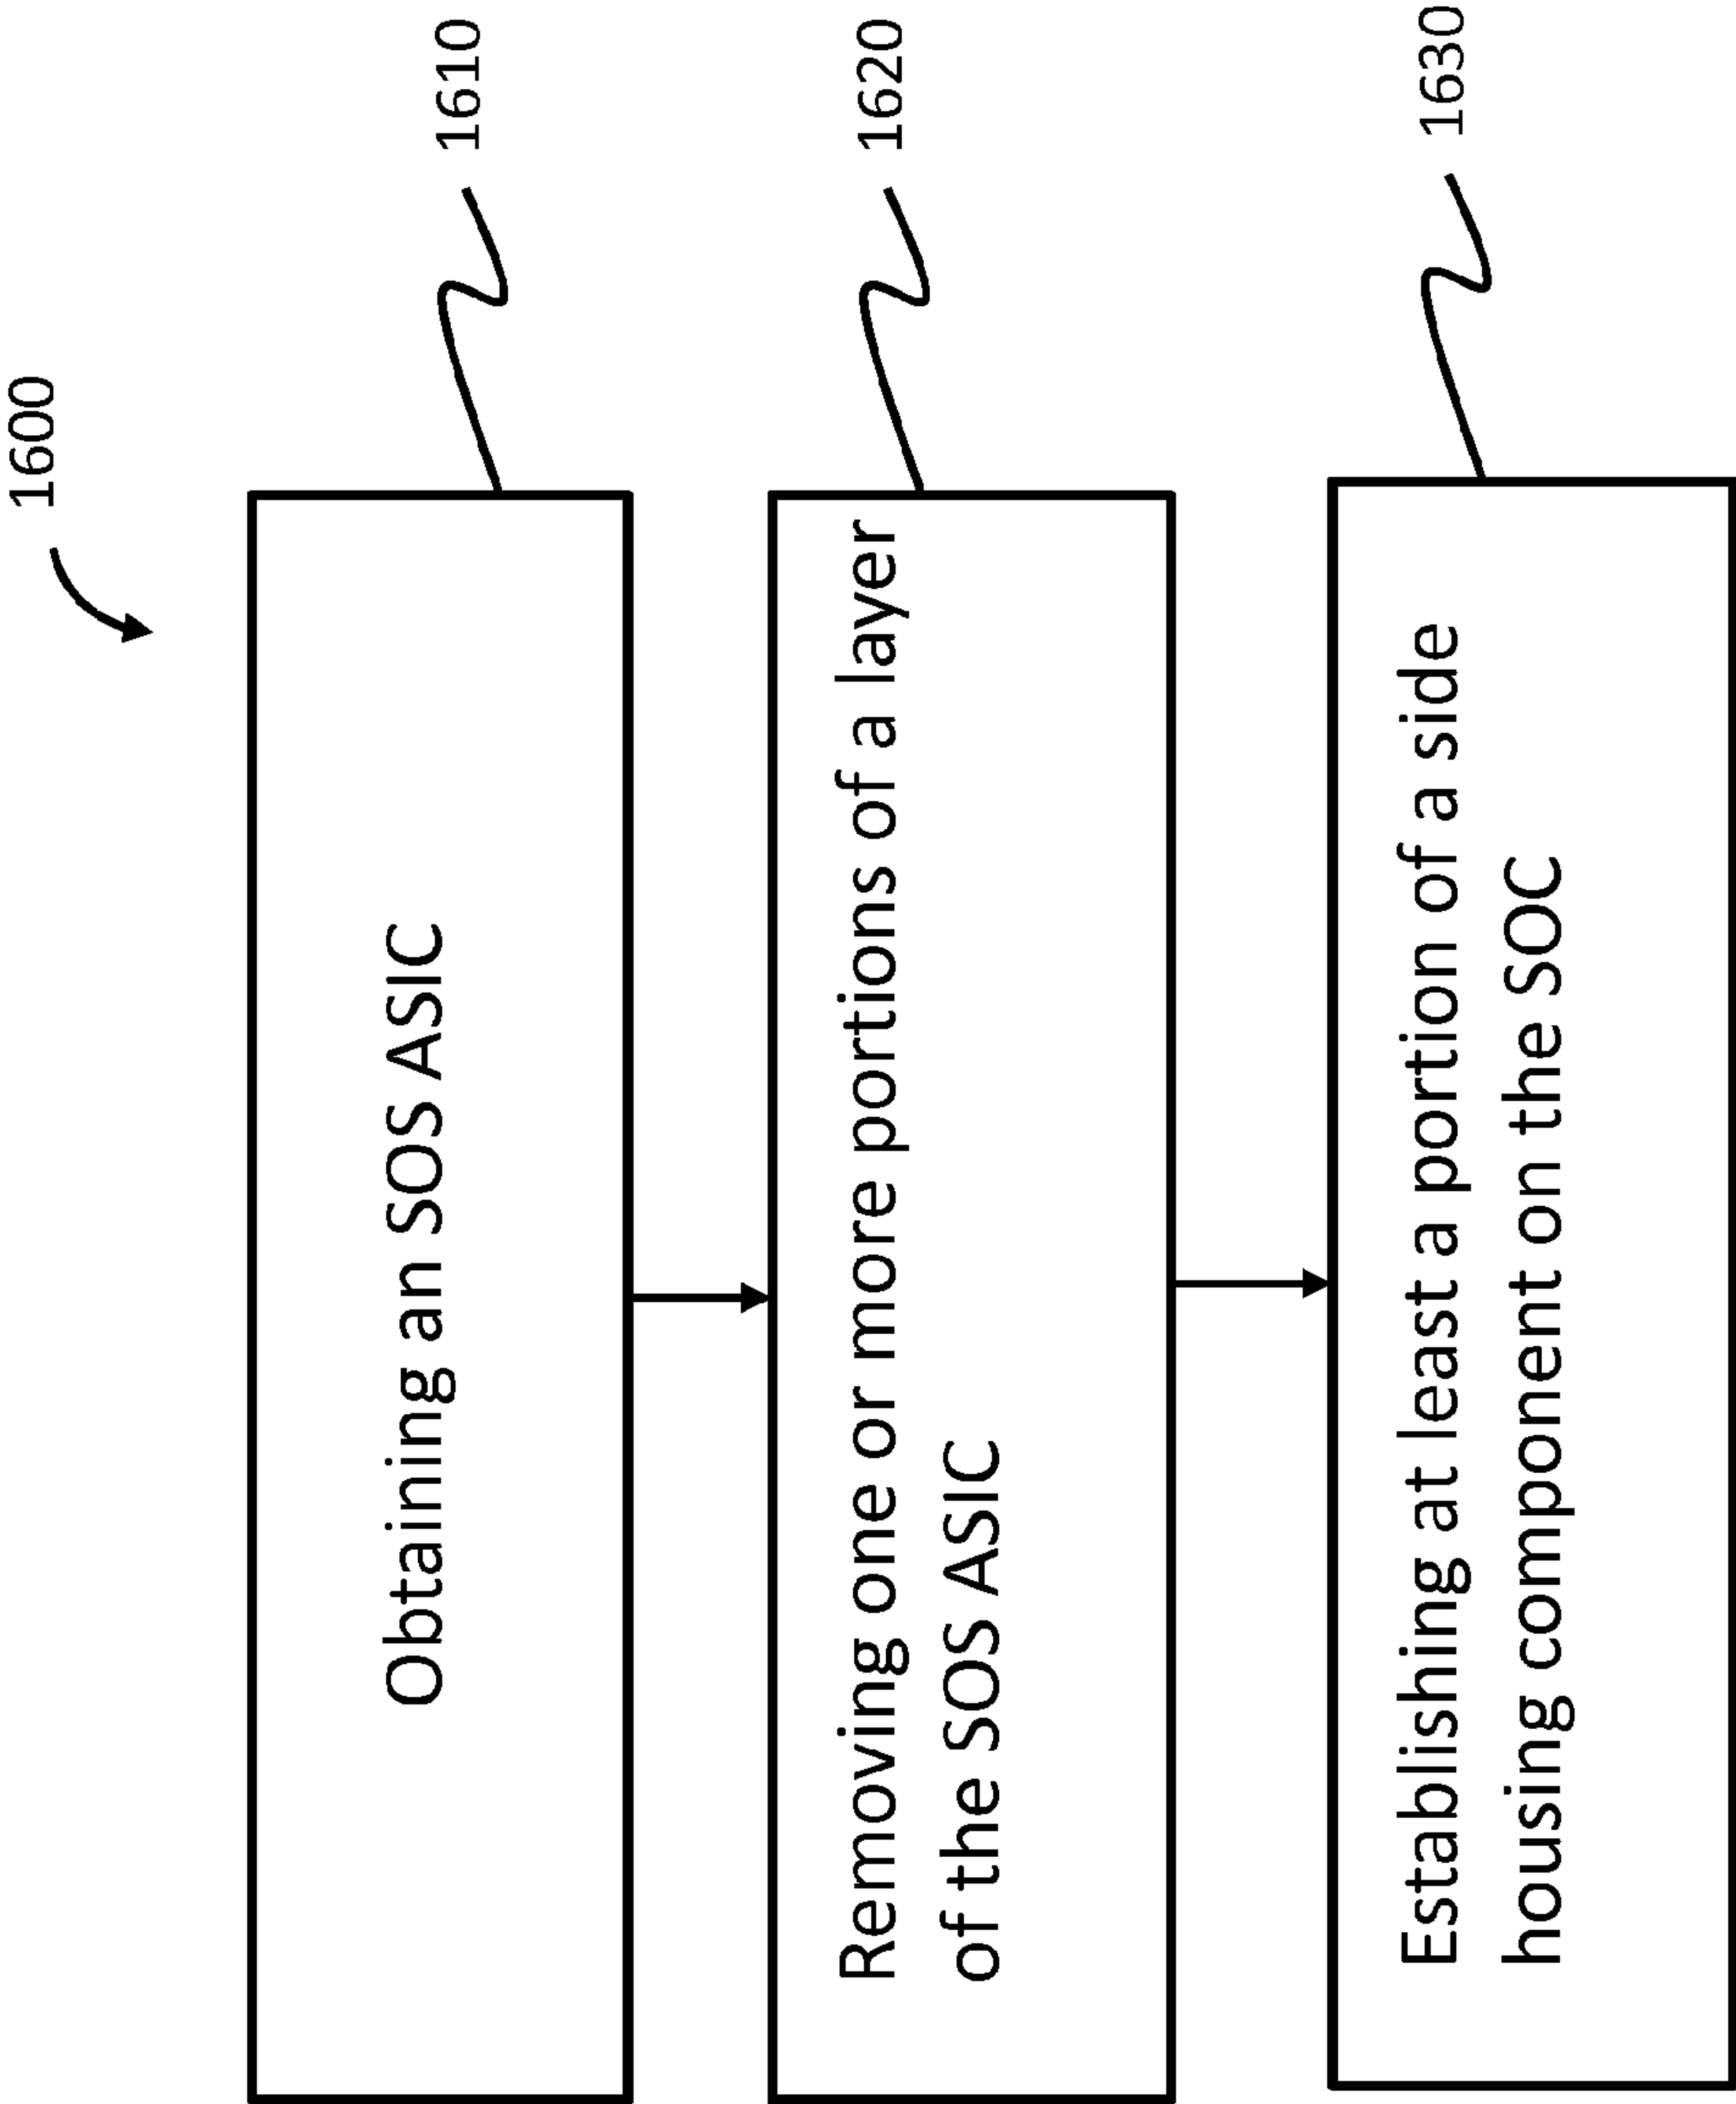 1600
Obtaining an SOS ASIC
1610
Removing one or more portions of a layer
of the SOS ASIC
1620
Establishing at least a portion of a side
housing component on the SOC
1630